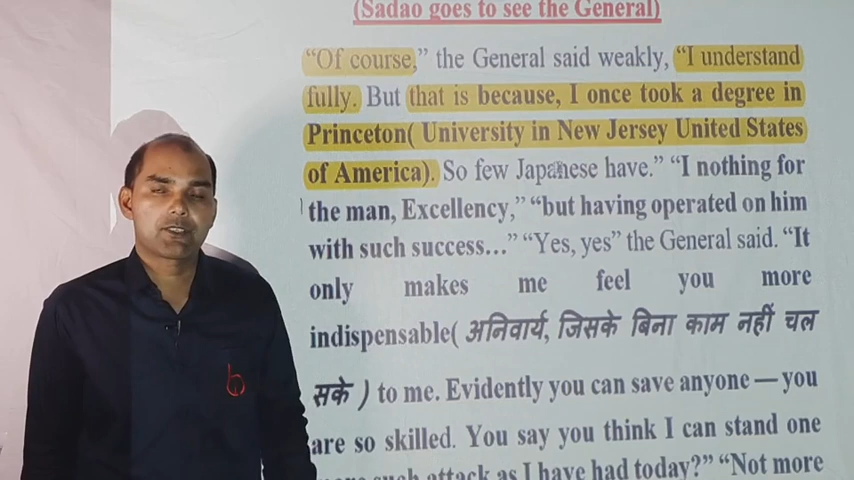 (Sadao goes to see the General)
“Of course,” the General said weakly, “I understand
fully. But that is because, I once took a degree in
Princeton( University in New Jersey United States
of America). So few Japanese have.” “I nothing for
the man, Excellency,” “but having operated on him
with such success…” “Yes, yes” the General said. “It
only makes me feel you more
indispensable( अनिवार्य, जिसके बिना काम नहीं चल
सके ) to me. Evidently you can save anyone—you
are so skilled. You say you think I can stand one
more such attack as I have had today?” “Not more